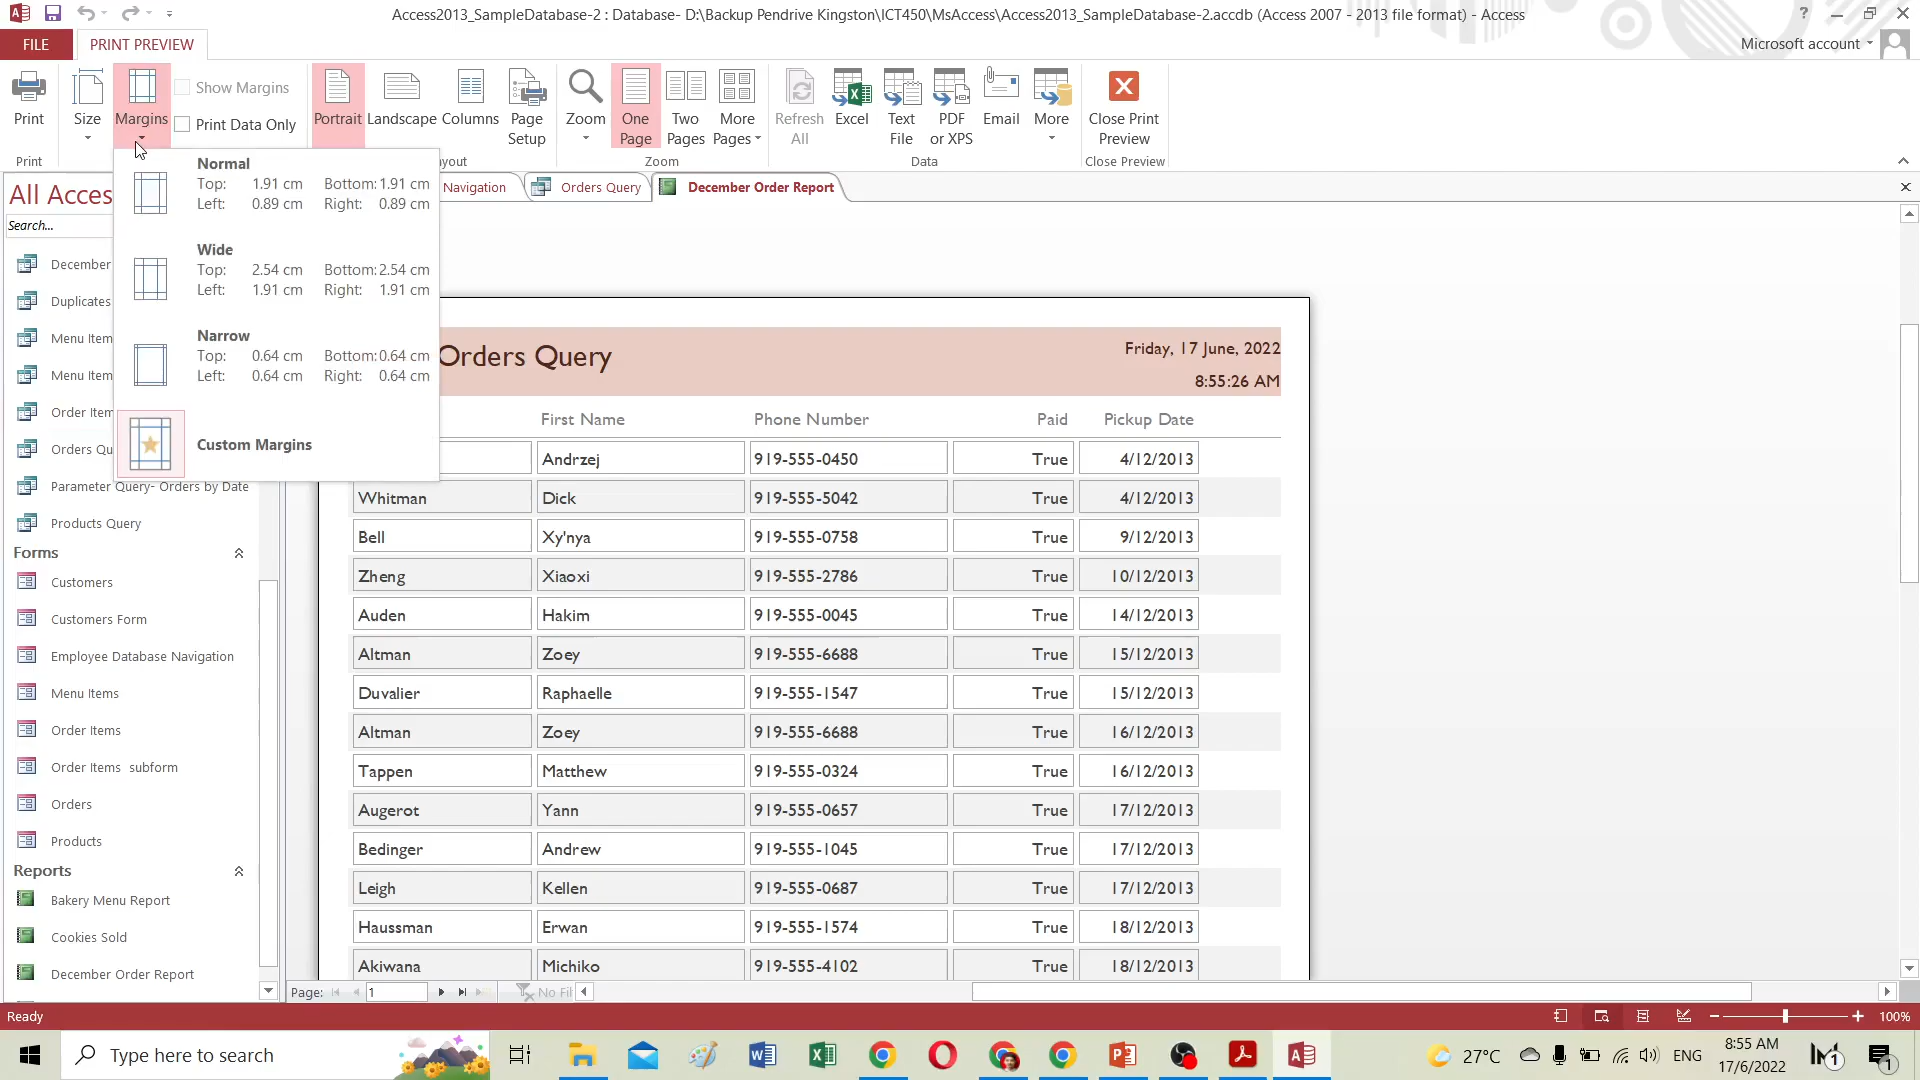 Access2013_SampleDatabase-2 : Database- D:\Backup Pendrive Kingston\ICT450\MsAccess\Access2013_SampleDatabase-2.accdb (Access 2007 - 2013 file format) - Access
?
FILE
PRINT PREVIEW
Microsoft account
Print
Size
Margins
Show Margins
Print Data Only
Portrait
Landscape
Columns
Page Setup
Zoom
One Page
Two Pages
More Pages
Refresh All
Excel
Text File
PDF or XPS
Email
More
Close Print Preview
Print
yout
Zoom
Data
Close Preview
Normal
Top: 1.91 cm Bottom: 1.91 cm
Left: 0.89 cm Right: 0.89 cm
Wide
Top: 2.54 cm Bottom: 2.54 cm
Left: 1.91 cm Right: 1.91 cm
Narrow
Top: 0.64 cm Bottom: 0.64 cm
Left: 0.64 cm Right: 0.64 cm
Custom Margins
All Acces
Search...
December
Duplicates
Menu Item
Menu Item
Order Item
Orders Qu
Parameter Query- Orders by Date
Products Query
Forms
Customers
Customers Form
Employee Database Navigation
Menu Items
Order Items
Order Items subform
Orders
Products
Reports
Bakery Menu Report
Cookies Sold
December Order Report
Navigation
Orders Query
December Order Report
Orders Query
Friday, 17 June, 2022
8:55:26 AM
First Name Phone Number Paid Pickup Date
Andrzej 919-555-0450 True 4/12/2013
Whitman Dick 919-555-5042 True 4/12/2013
Bell Xy'nya 919-555-0758 True 9/12/2013
Zheng Xiaoxi 919-555-2786 True 10/12/2013
Auden Hakim 919-555-0045 True 14/12/2013
Altman Zoey 919-555-6688 True 15/12/2013
Duvalier Raphaelle 919-555-1547 True 15/12/2013
Altman Zoey 919-555-6688 True 16/12/2013
Tappen Matthew 919-555-0324 True 16/12/2013
Augerot Yann 919-555-0657 True 17/12/2013
Bedinger Andrew 919-555-1045 True 17/12/2013
Leigh Kellen 919-555-0687 True 17/12/2013
Haussman Erwan 919-555-1574 True 18/12/2013
Akiwana Michiko 919-555-4102 True 18/12/2013
Page: 1 No Fil
Ready
100%
Type here to search
27°C
ENG
8:55 AM
17/6/2022
1
1